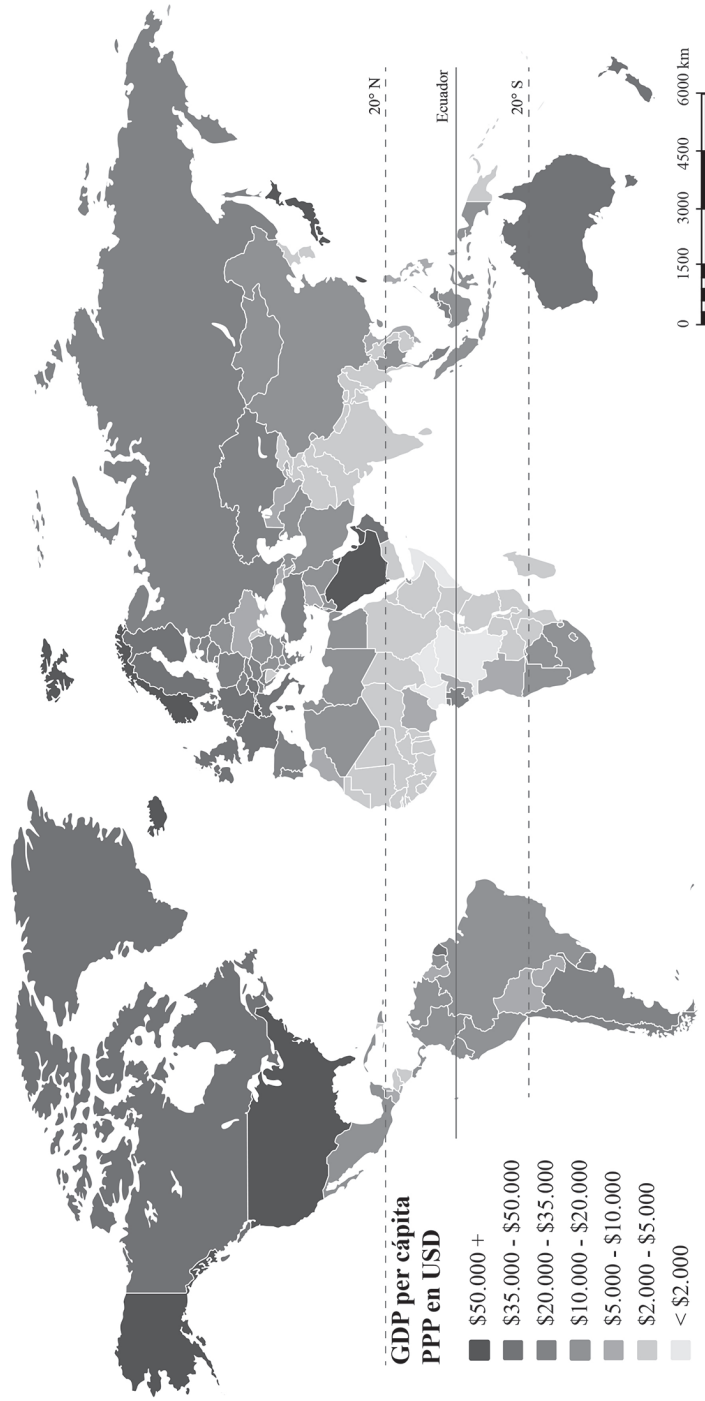 GDP per cápita
PPP en USD
$50.000 +
$35.000 - $50.000
$20.000 - $35.000
$10.000 - $20.000
$5.000 - $10.000
$2.000 - $5.000
< $2.000
20° N
Ecuador
20° S
0 1500 3000 4500 6000 km